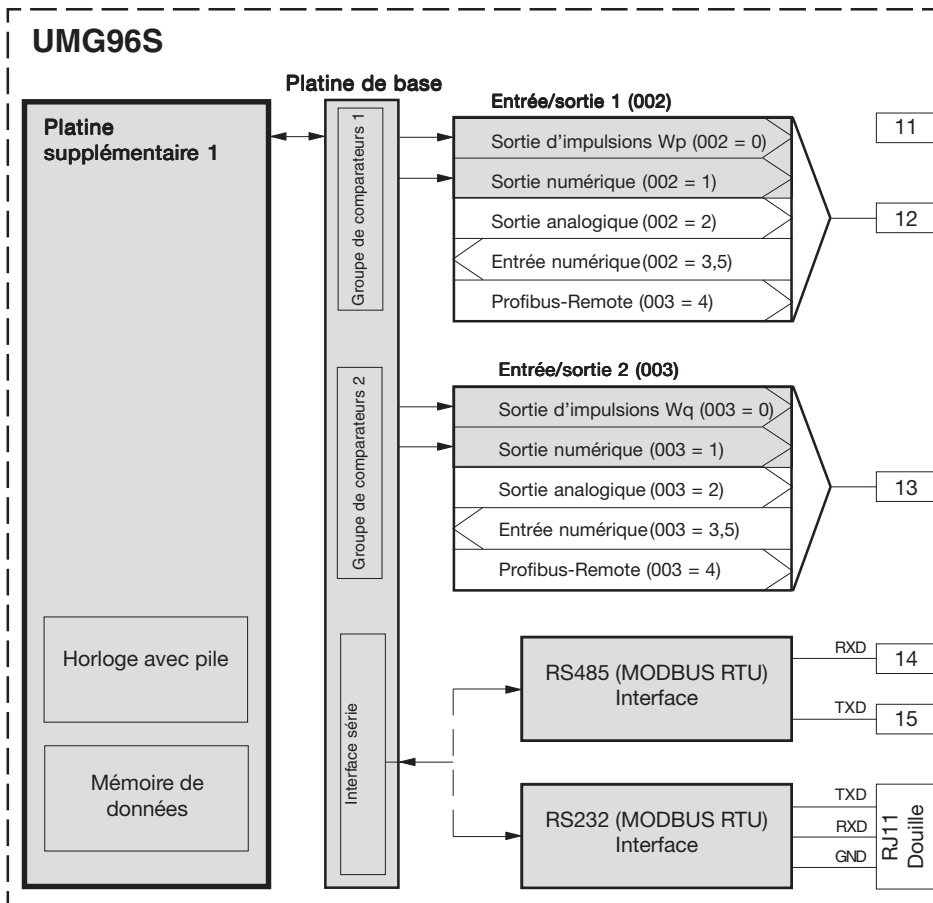 UMG96S
Platine de base
Platine
supplémentaire 1
Horloge avec pile
Mémoire de
données
Groupe de comparateurs 1
Groupe de comparateurs 2
Interface série
Entrée/sortie 1 (002)
Sortie d'impulsions Wp (002 = 0)
Sortie numérique (002 = 1)
Sortie analogique (002 = 2)
Entrée numérique (002 = 3,5)
Profibus-Remote (003 = 4)
11
12
Entrée/sortie 2 (003)
Sortie d'impulsions Wq (003 = 0)
Sortie numérique (003 = 1)
Sortie analogique (003 = 2)
Entrée numérique (003 = 3,5)
Profibus-Remote (003 = 4)
13
RS485 (MODBUS RTU)
Interface
RXD
14
TXD
15
RS232 (MODBUS RTU)
Interface
TXD
RXD
GND
RJ11
Douille